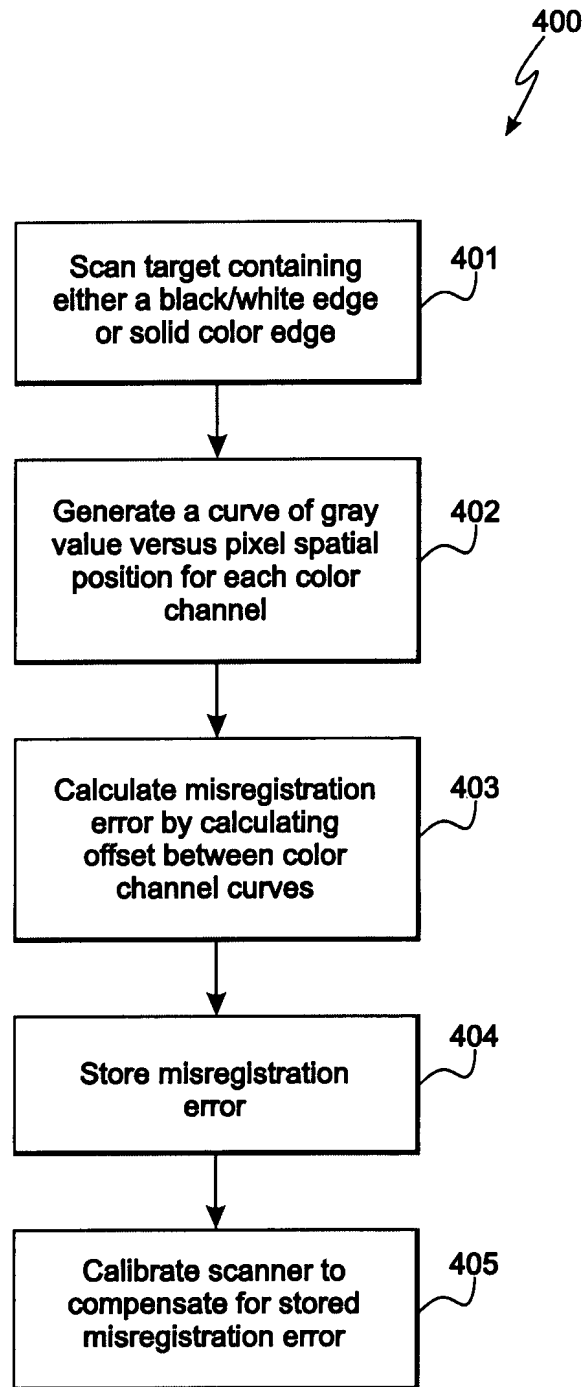 400
Scan target containing
either a black/white edge
or solid color edge
401
Generate a curve of gray
value versus pixel spatial
position for each color
channel
402
Calculate misregistration
error by calculating
offset between color
channel curves
403
Store misregistration
error
404
Calibrate scanner to
compensate for stored
misregistration error
405